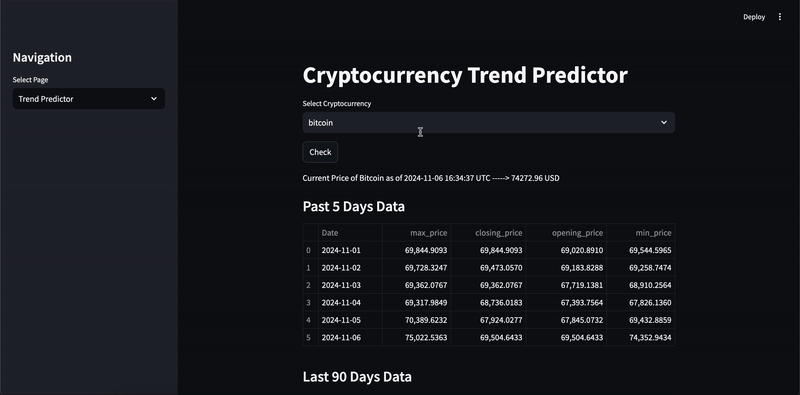 Deploy
Navigation
Select Page
Trend Predictor
Cryptocurrency Trend Predictor
Select Cryptocurrency
bitcoin
Check
Current Price of Bitcoin as of 2024-11-06 16:34:37 UTC -----> 74272.96 USD
Past 5 Days Data
Date max_price closing_price opening_price min_price
0 2024-11-01 69,844.9093 69,844.9093 69,020.8910 69,544.5965
1 2024-11-02 69,728.3247 69,473.0570 69,183.8288 69,258.7474
2 2024-11-03 69,362.0767 69,362.0767 67,719.1381 68,910.2564
3 2024-11-04 69,317.9849 68,736.0183 67,393.7564 67,826.1360
4 2024-11-05 70,389.6232 67,924.0277 67,845.0732 69,432.8859
5 2024-11-06 75,022.5363 69,504.6433 69,504.6433 74,352.9434
Last 90 Days Data